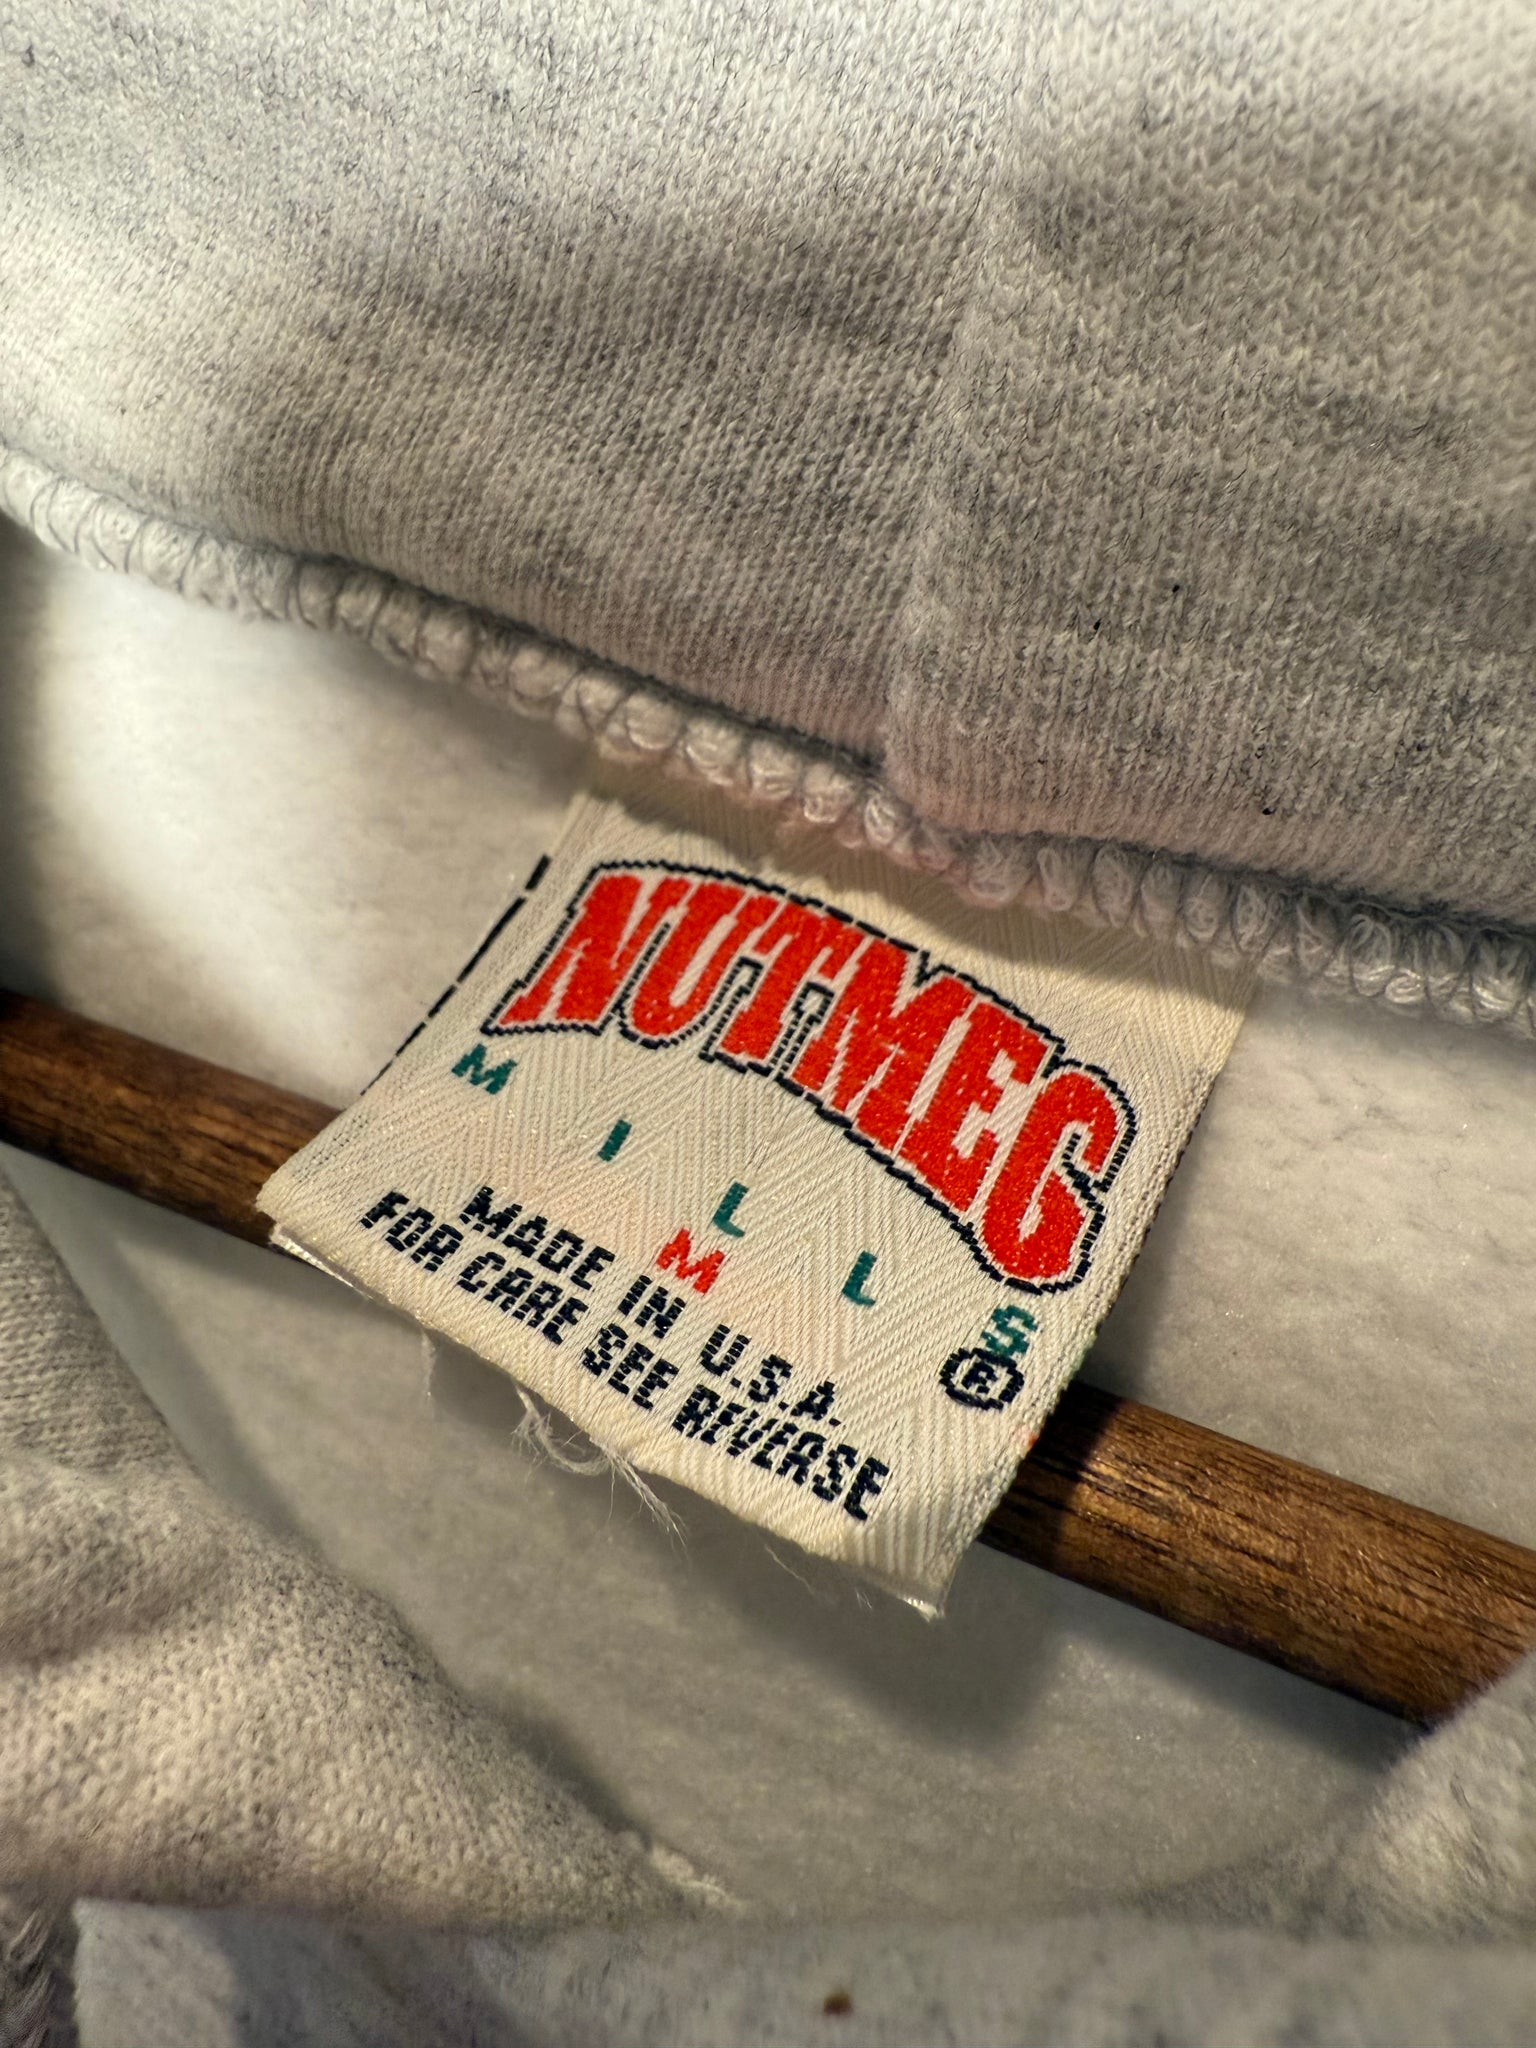 NUTMEG
MILLS
M
MADE IN U.S.A.
FOR CARE SEE REVERSE
®